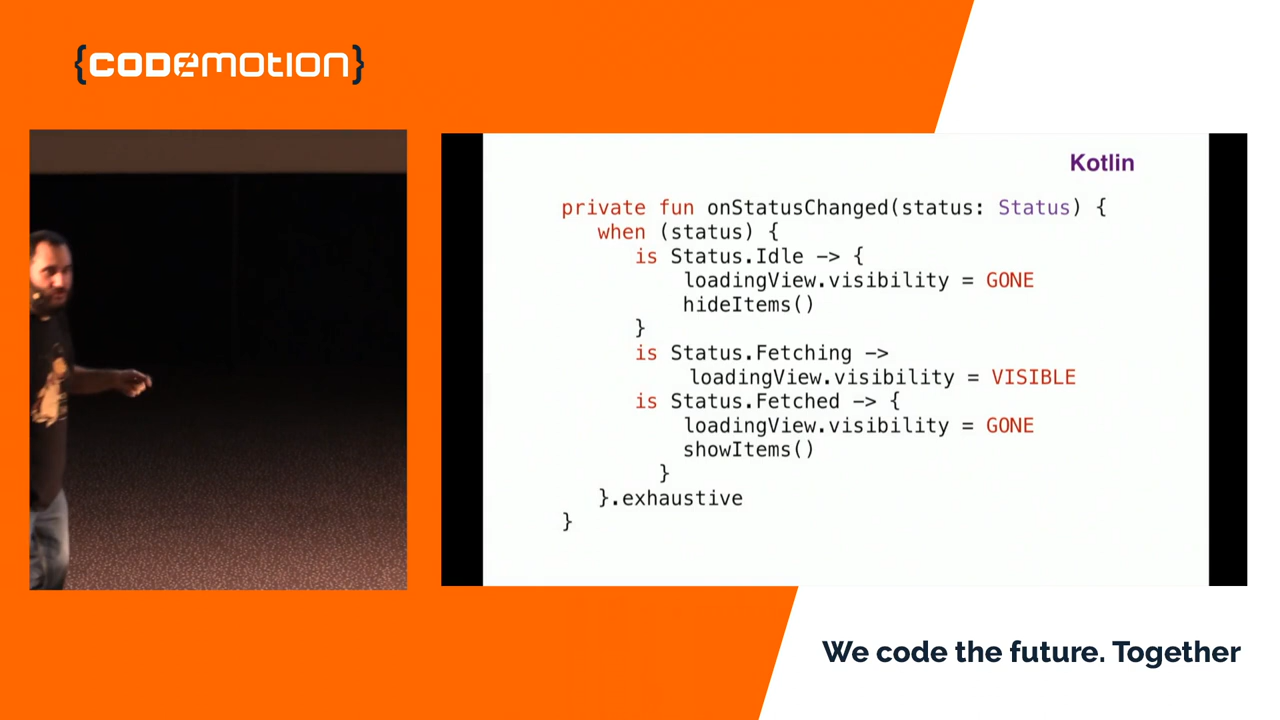 {CODEMOTION}
Kotlin
private fun onStatusChanged(status: Status) {
when (status) {
is Status.Idle -> {
loadingView.visibility = GONE
hideItems()
}
is Status.Fetching ->
loadingView.visibility = VISIBLE
is Status.Fetched -> {
loadingView.visibility = GONE
showItems()
}
}.exhaustive
}
We code the future. Together